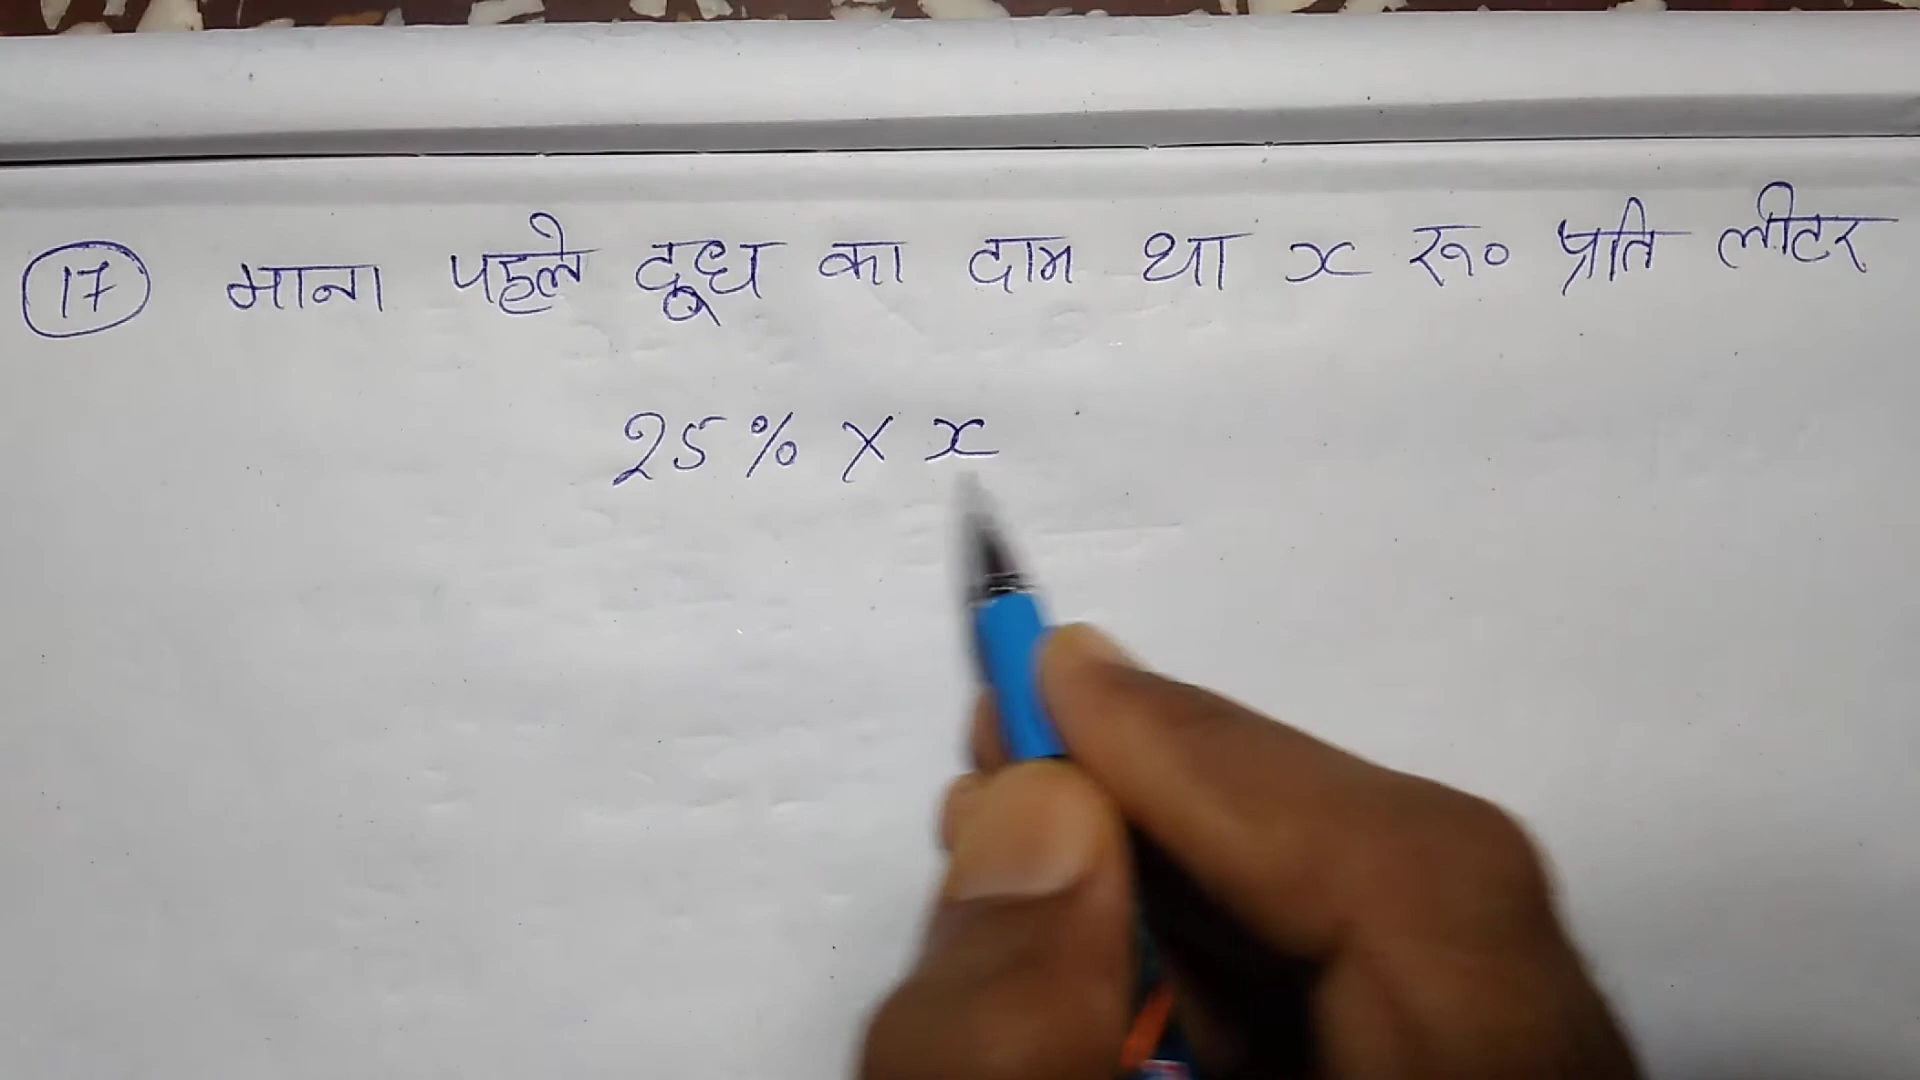 17 माना पहले दूध का दाम था x रू० प्रति लीटर
25% × x